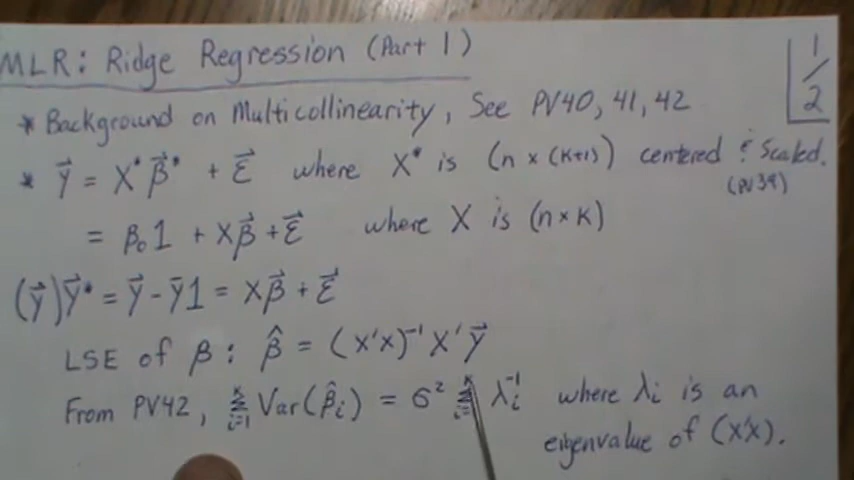 MLR: Ridge Regression (Part 1)
1/2
* Background on Multicollinearity, See PV40, 41, 42
* Y⃗ = X* β⃗* + ε⃗ where X* is (n × (K+1)) centered & Scaled.
(PV39)
= β₀1 + Xβ⃗ + ε⃗ where X is (n × K)
(Y⃗) Y⃗* = Y⃗ - Ȳ1 = Xβ⃗ + ε⃗
LSE of β: β̂ = (X'X)⁻¹ X' Y⃗
From PV42, Σᵢ₌₁ᴷ Var(β̂ᵢ) = σ² Σᵢ₌₁ᴷ λᵢ⁻¹ where λᵢ is an
eigenvalue of (X'X).